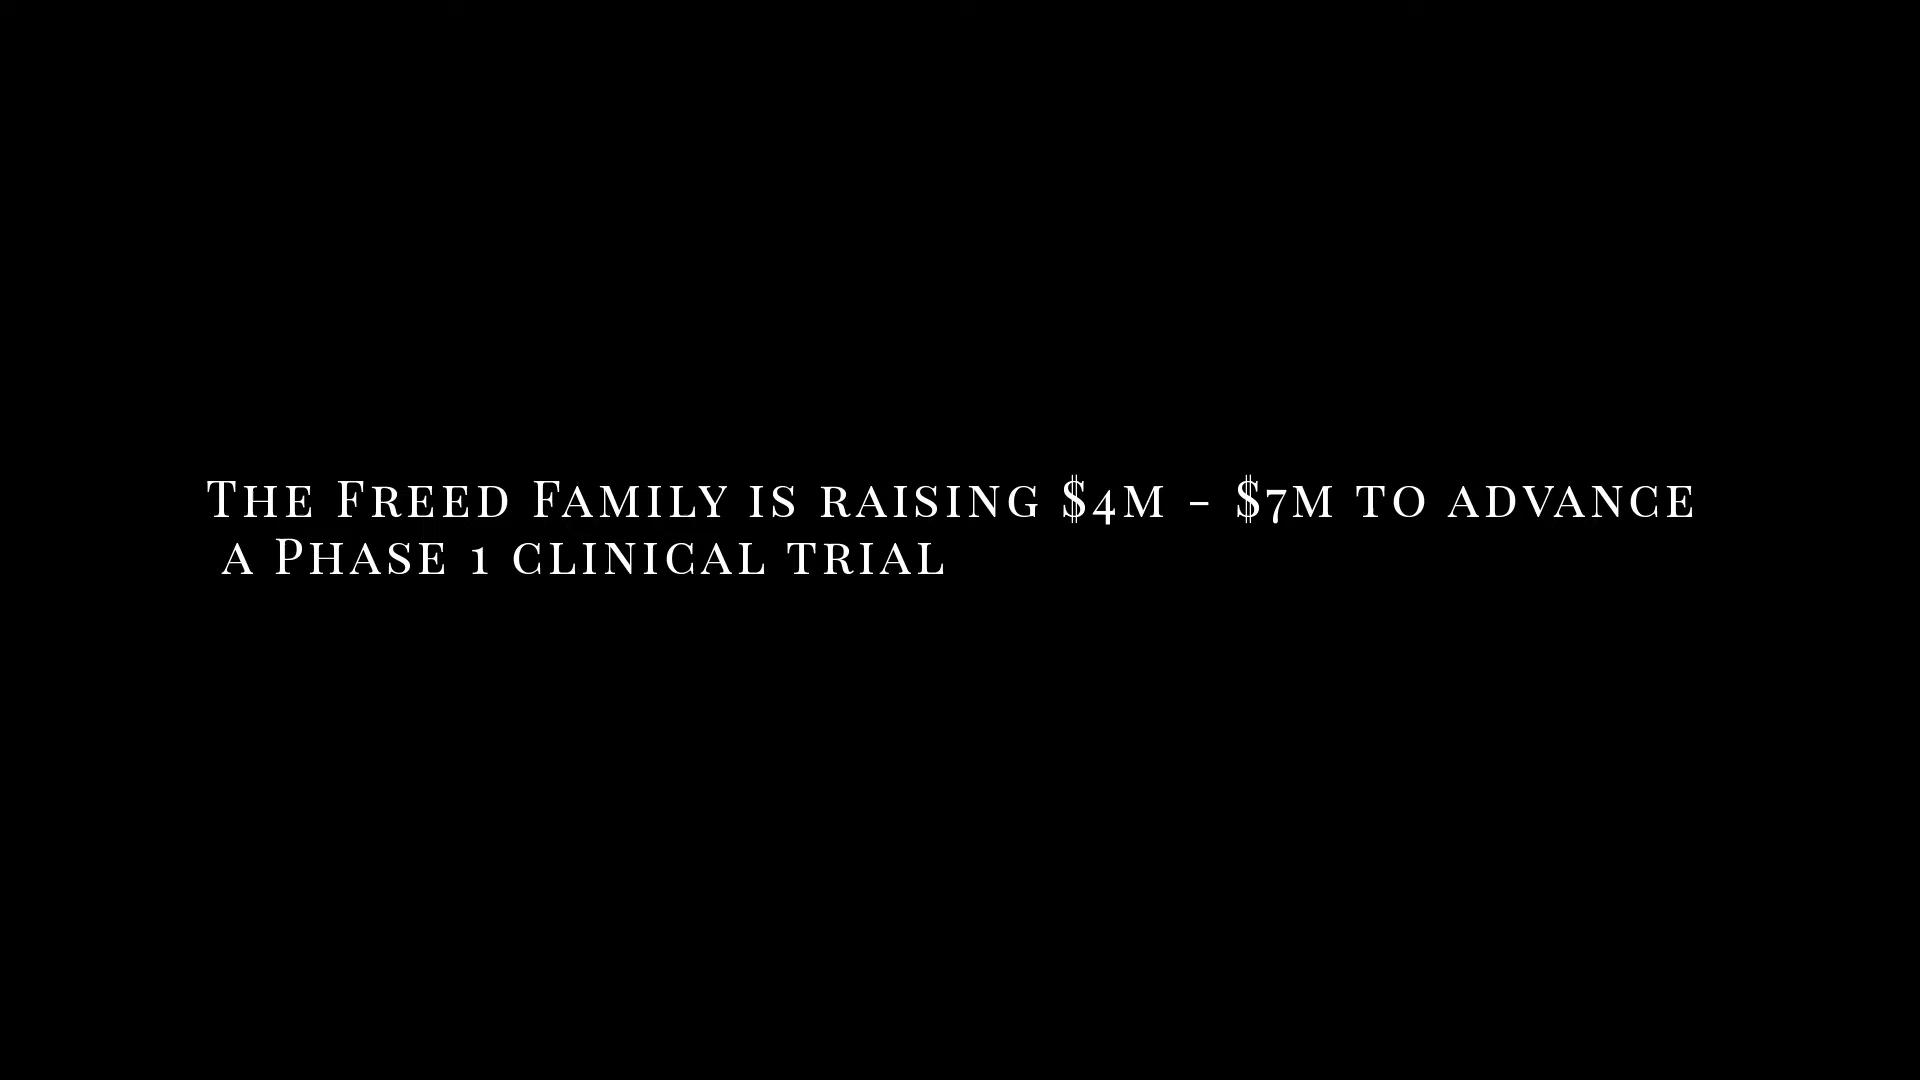 The Freed Family is raising $4m - $7m to advance
a Phase 1 clinical trial